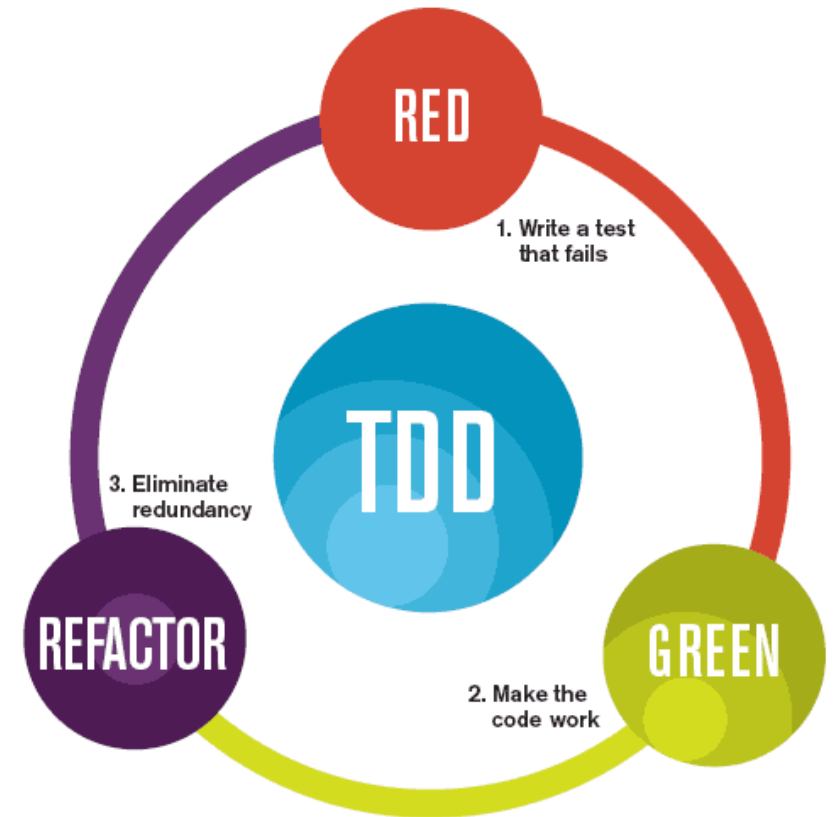 RED
1. Write a test
that fails
TDD
3. Eliminate
redundancy
REFACTOR
GREEN
2. Make the
code work